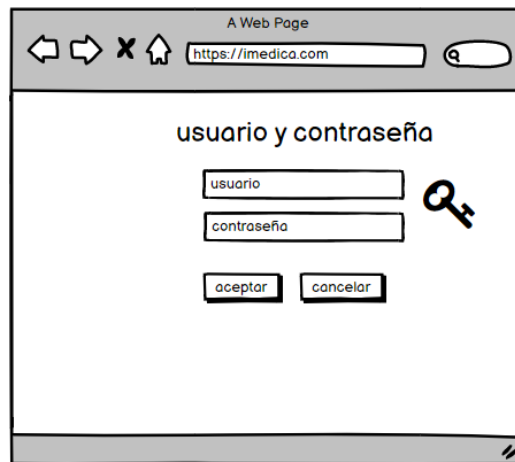 A Web Page
https://imedica.com
usuario y contraseña
usuario
contraseña
aceptar cancelar